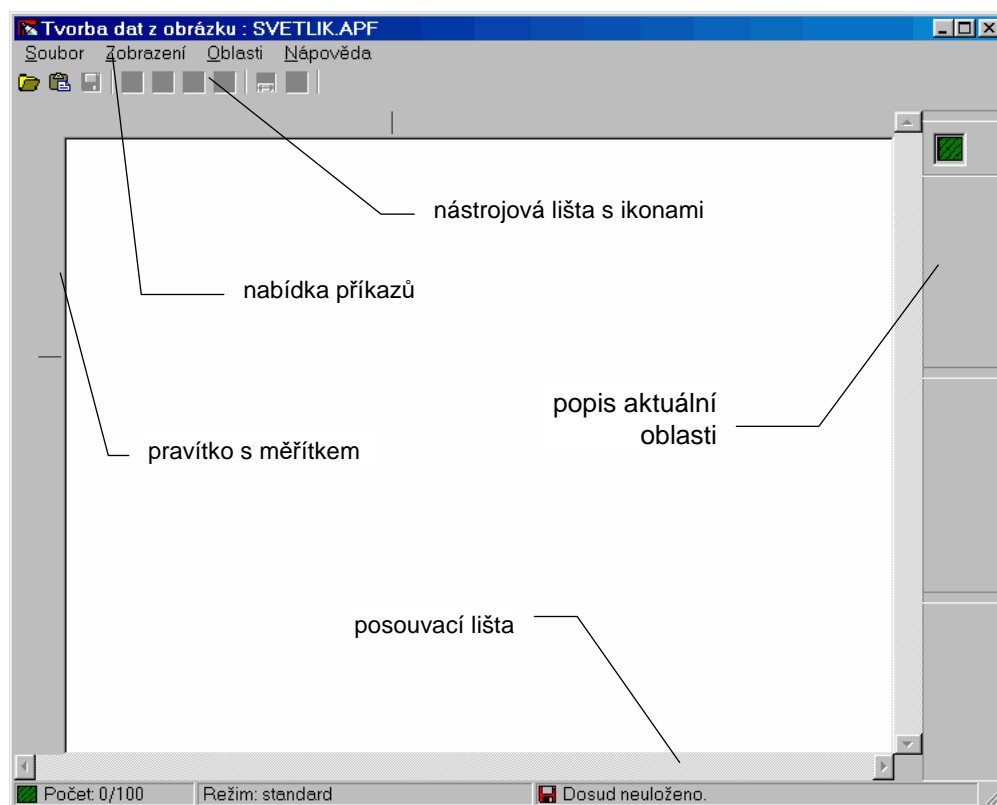 Tvorba dat z obrázku : SVETLIK.APF
Soubor Zobrazení Oblasti Nápověda
nástrojová lišta s ikonami
nabídka příkazů
popis aktuální
oblasti
pravítko s měřítkem
posouvací lišta
Počet: 0/100 Režim: standard Dosud neuloženo.